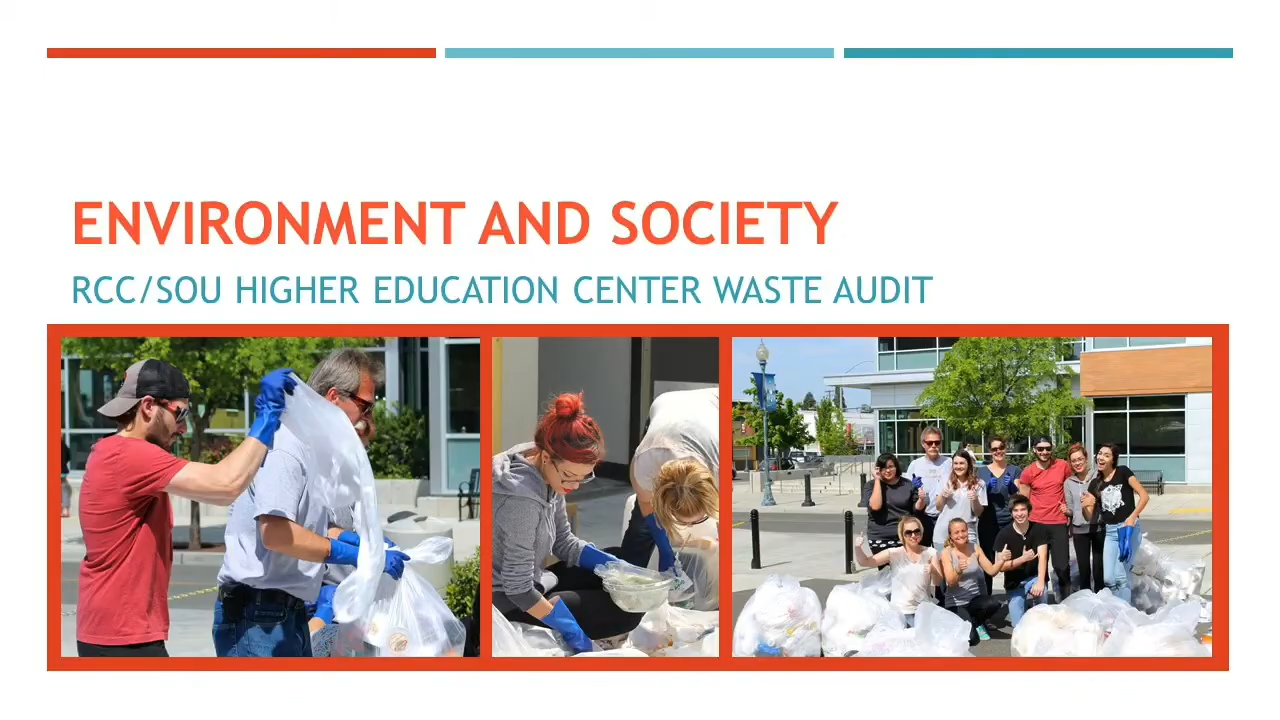 ENVIRONMENT AND SOCIETY
RCC/SOU HIGHER EDUCATION CENTER WASTE AUDIT